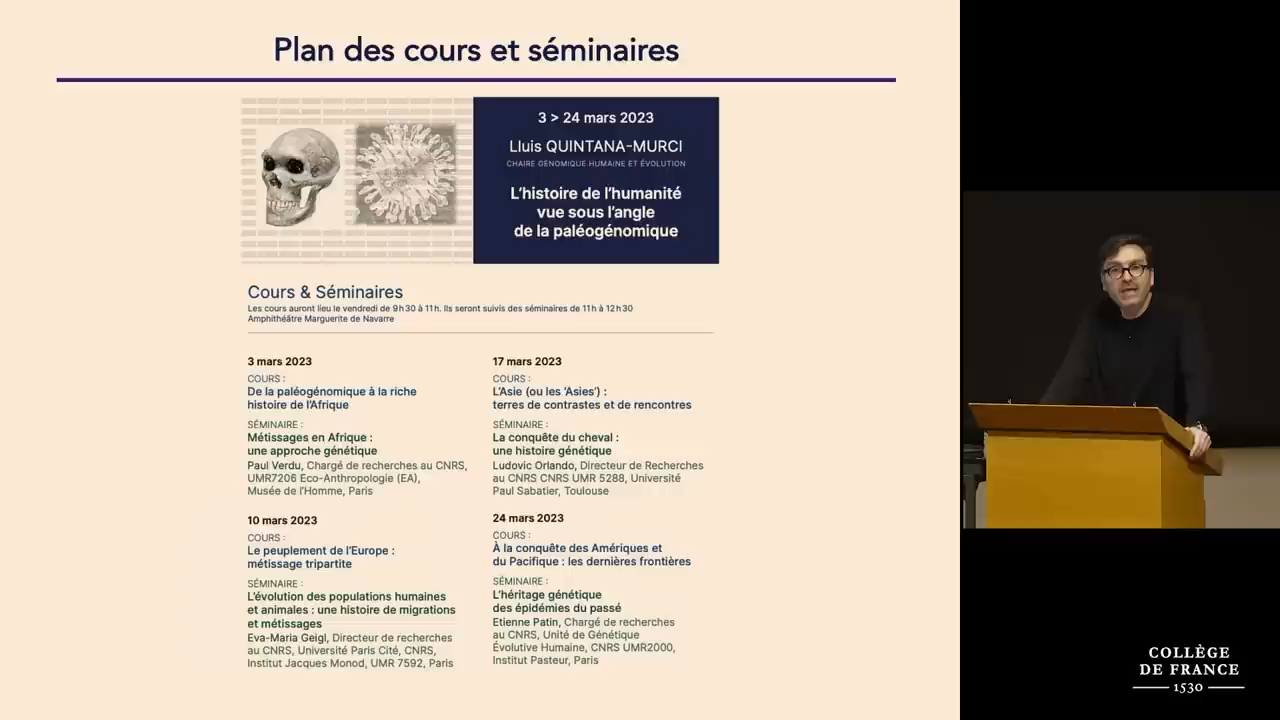 Plan des cours et séminaires
3 > 24 mars 2023
Lluis QUINTANA-MURCI
CHAIRE GÉNOMIQUE HUMAINE ET ÉVOLUTION
L'histoire de l'humanité
vue sous l'angle
de la paléogénomique
Cours & Séminaires
Les cours auront lieu le vendredi de 9h30 à 11h. Ils seront suivis des séminaires de 11h à 12h30
Amphithéâtre Marguerite de Navarre
3 mars 2023
COURS :
De la paléogénomique à la riche
histoire de l'Afrique
SÉMINAIRE :
Métissages en Afrique :
une approche génétique
Paul Verdu, Chargé de recherches au CNRS,
UMR7206 Eco-Anthropologie (EA),
Musée de l'Homme, Paris
10 mars 2023
COURS :
Le peuplement de l'Europe :
métissage tripartite
SÉMINAIRE :
L'évolution des populations humaines
et animales : une histoire de migrations
et métissages
Eva-Maria Geigl, Directeur de recherches
au CNRS, Université Paris Cité, CNRS,
Institut Jacques Monod, UMR 7592, Paris
17 mars 2023
COURS :
L'Asie (ou les 'Asies') :
terres de contrastes et de rencontres
SÉMINAIRE :
La conquête du cheval :
une histoire génétique
Ludovic Orlando, Directeur de Recherches
au CNRS CNRS UMR 5288, Université
Paul Sabatier, Toulouse
24 mars 2023
COURS :
À la conquête des Amériques et
du Pacifique : les dernières frontières
SÉMINAIRE :
L'héritage génétique
des épidémies du passé
Etienne Patin, Chargé de recherches
au CNRS, Unité de Génétique
Évolutive Humaine, CNRS UMR2000,
Institut Pasteur, Paris
COLLÈGE
DE FRANCE
1530